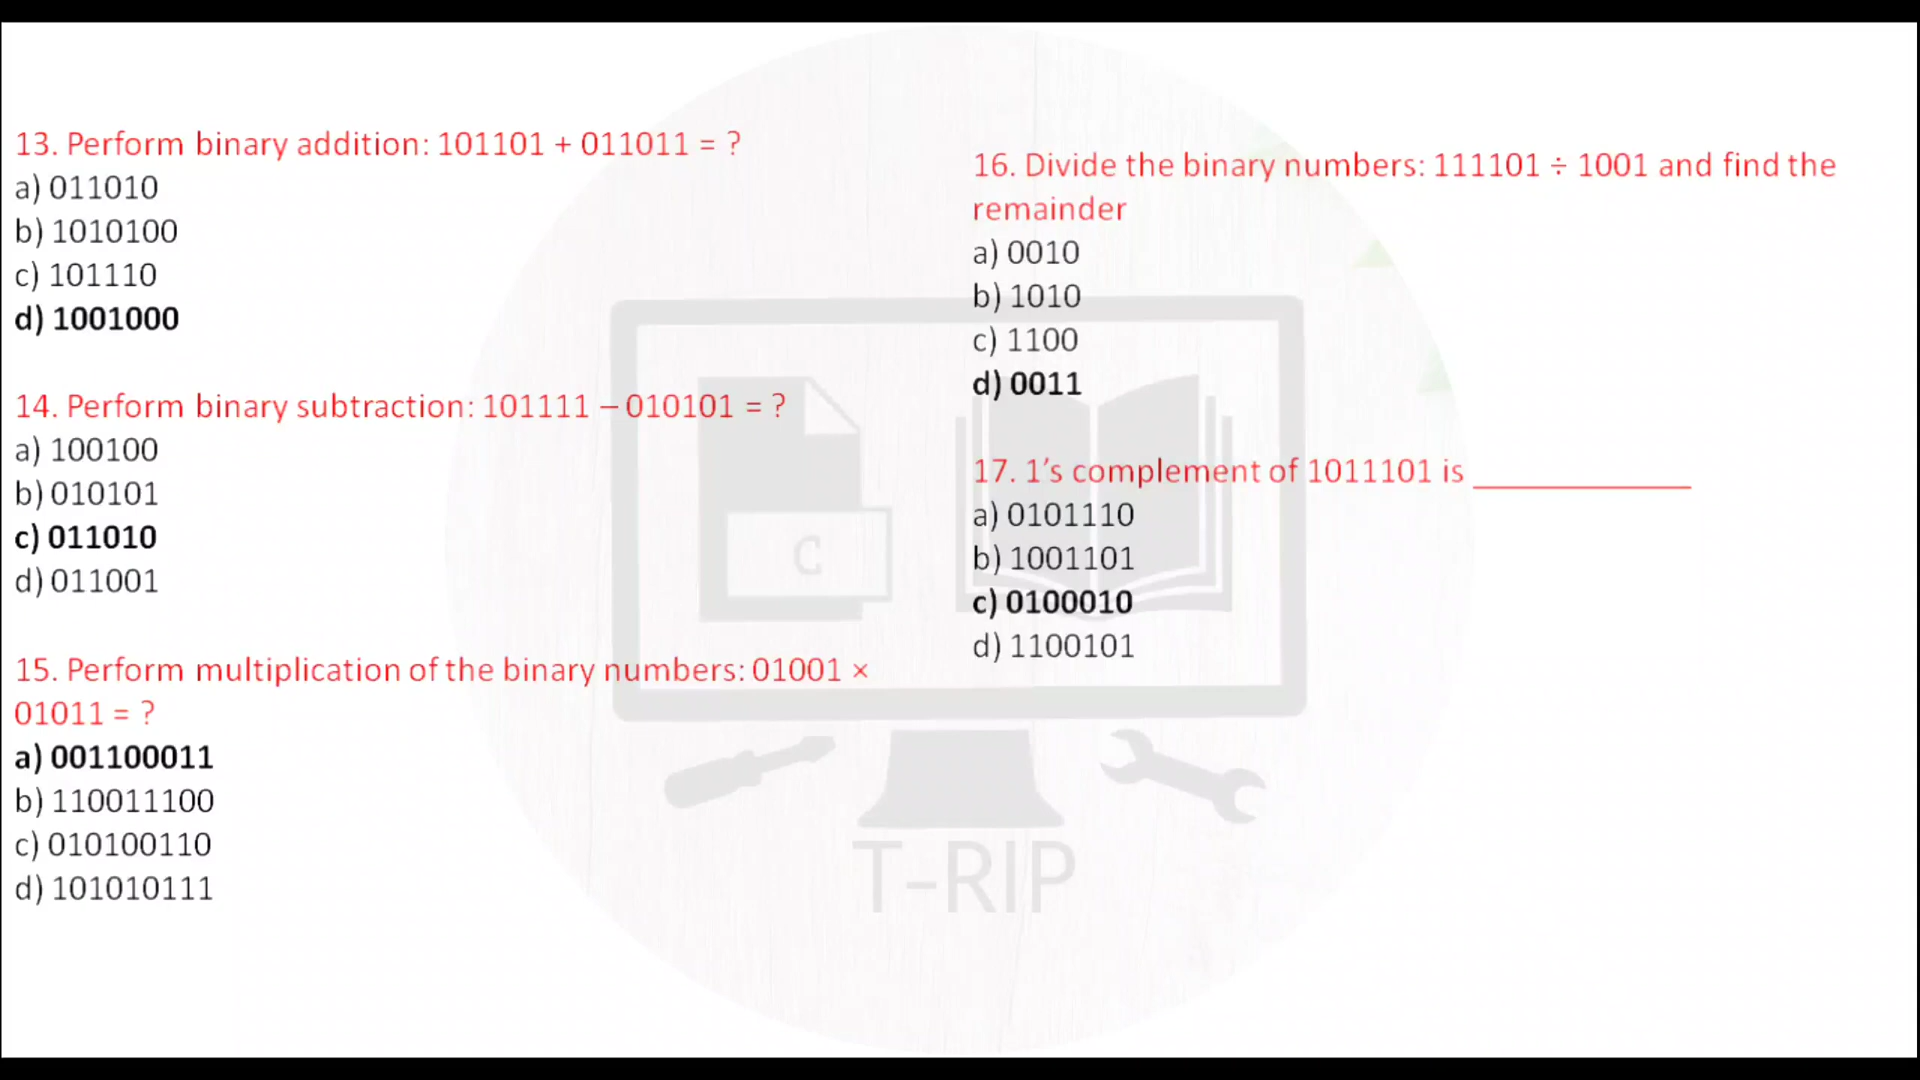 13. Perform binary addition: 101101 + 011011 = ?
a) 011010
b) 1010100
c) 101110
d) 1001000
14. Perform binary subtraction: 101111 – 010101 = ?
a) 100100
b) 010101
c) 011010
d) 011001
15. Perform multiplication of the binary numbers: 01001 ×
01011 = ?
a) 001100011
b) 110011100
c) 010100110
d) 101010111
16. Divide the binary numbers: 111101 ÷ 1001 and find the
remainder
a) 0010
b) 1010
c) 1100
d) 0011
17. 1’s complement of 1011101 is ____________
a) 0101110
b) 1001101
c) 0100010
d) 1100101
C
T-RIP